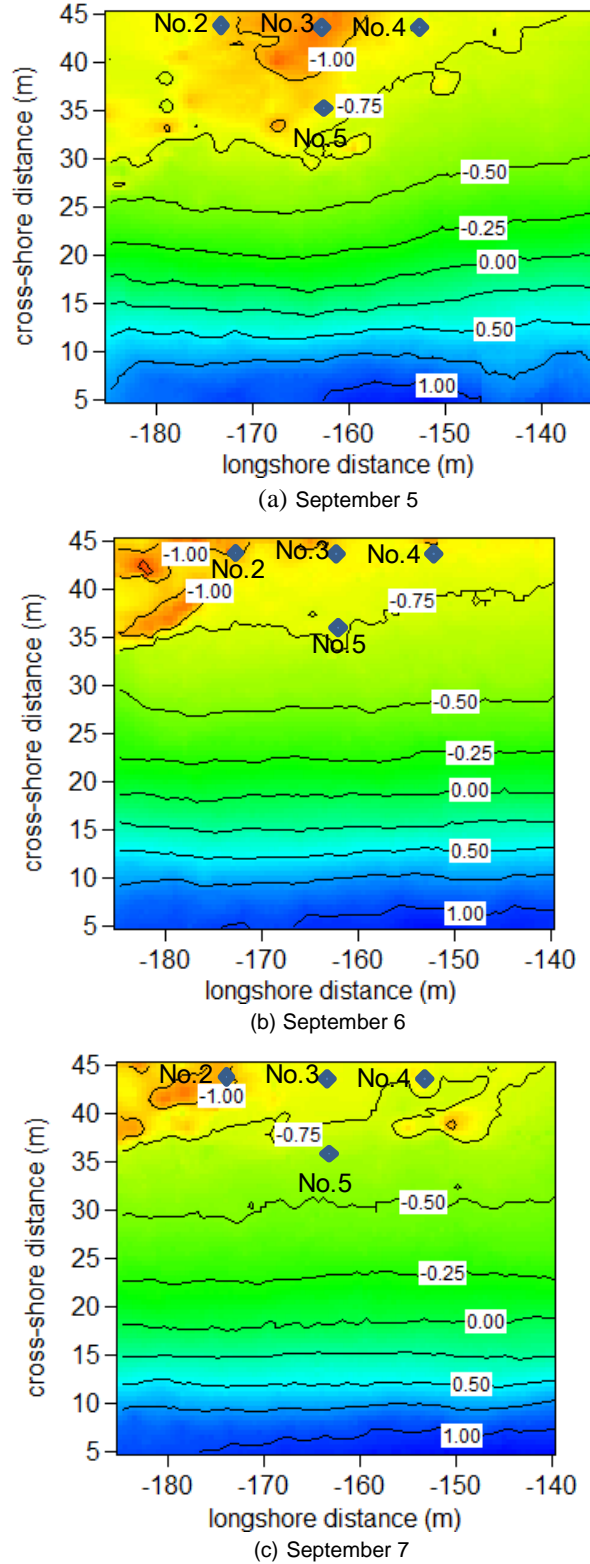 45
No.2
No.3
No.4
40
-1.00
35
-0.75
No.5
30
-0.50
25
-0.25
20
0.00
15
0.50
10
1.00
5
cross-shore distance (m)
-180 -170 -160 -150 -140
longshore distance (m)
(a) September 5
45
-1.00
No.2
No.3
No.4
40
-1.00
-0.75
35
No.5
30
-0.50
25
-0.25
20
0.00
15
0.50
10
1.00
5
cross-shore distance (m)
-180 -170 -160 -150 -140
longshore distance (m)
(b) September 6
45
No.2
No.3
No.4
-1.00
40
-0.75
35
No.5
30
-0.50
25
-0.25
20
0.00
15
0.50
10
1.00
5
cross-shore distance (m)
-180 -170 -160 -150 -140
longshore distance (m)
(c) September 7